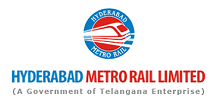 HYDERABAD
METRO RAIL
HYDERABAD METRO RAIL LIMITED
(A Government of Telangana Enterprise)